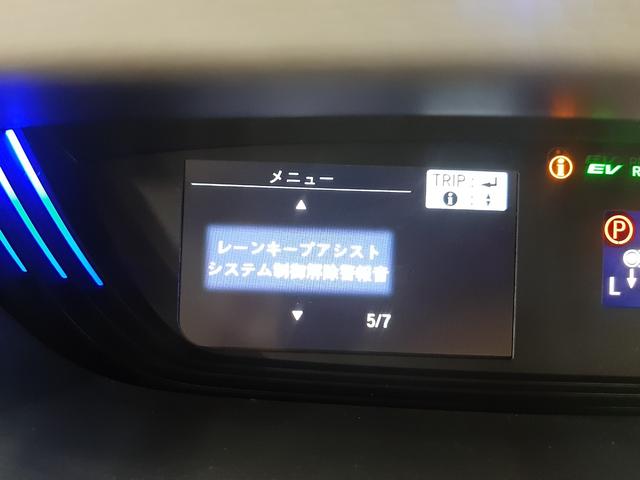 メニュー
TRIP : ↵
▲
レーンキープアシスト
システム制御解除警報音
▼
5/7
EV
R
P
L